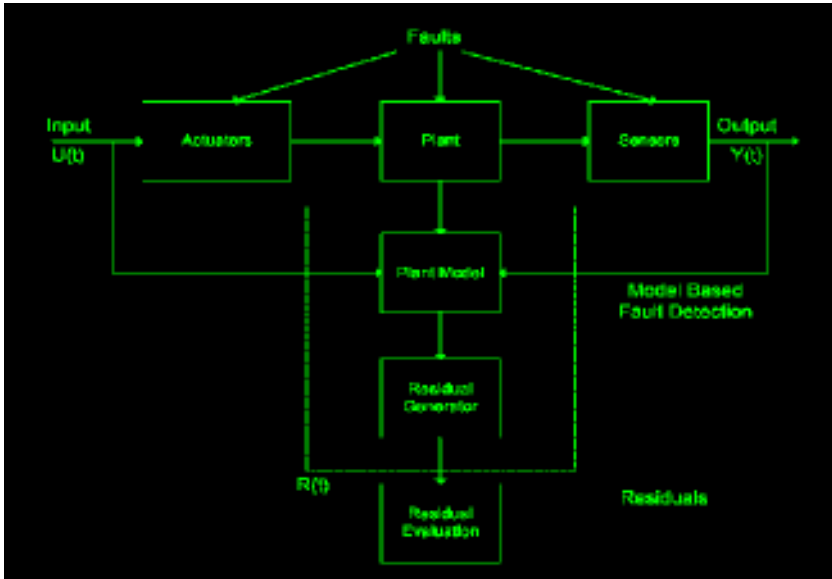 Faults
Input
U(t)
Actuators
Plant
Sensors
Output
Y(t)
Plant Model
Model Based
Fault Detection
Residual
Generator
R(t)
Residuals
Residual
Evaluation